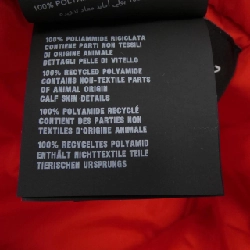 100% POLIAMMIDE RICICLATA
CONTIENE PARTI NON TESSILI
DI ORIGINE ANIMALE
DETTAGLI PELLE DI VITELLO
100% RECYCLED POLYAMIDE
CONTAINS NON-TEXTILE PARTS
OF ANIMAL ORIGIN
CALF SKIN DETAILS
100% POLYAMIDE RECYCLÉ
CONTIENT DES PARTIES NON
TEXTILES D'ORIGINE ANIMALE
100% RECYCELTES POLYAMID
ENTHÄLT NICHTTEXTILE TEILE
TIERISCHEN URSPRUNGS